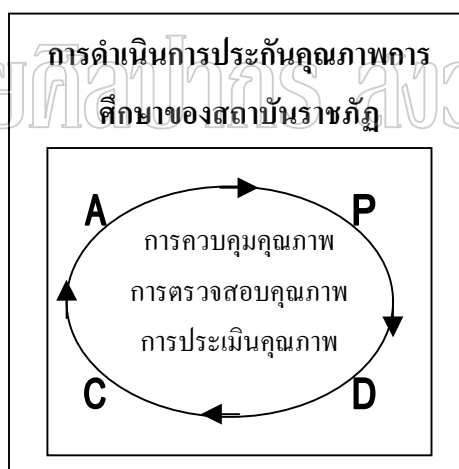 การดำเนินการประกันคุณภาพการ
ศึกษาของสถาบันราชภัฏ
A P
การควบคุมคุณภาพ
การตรวจสอบคุณภาพ
การประเมินคุณภาพ
C D